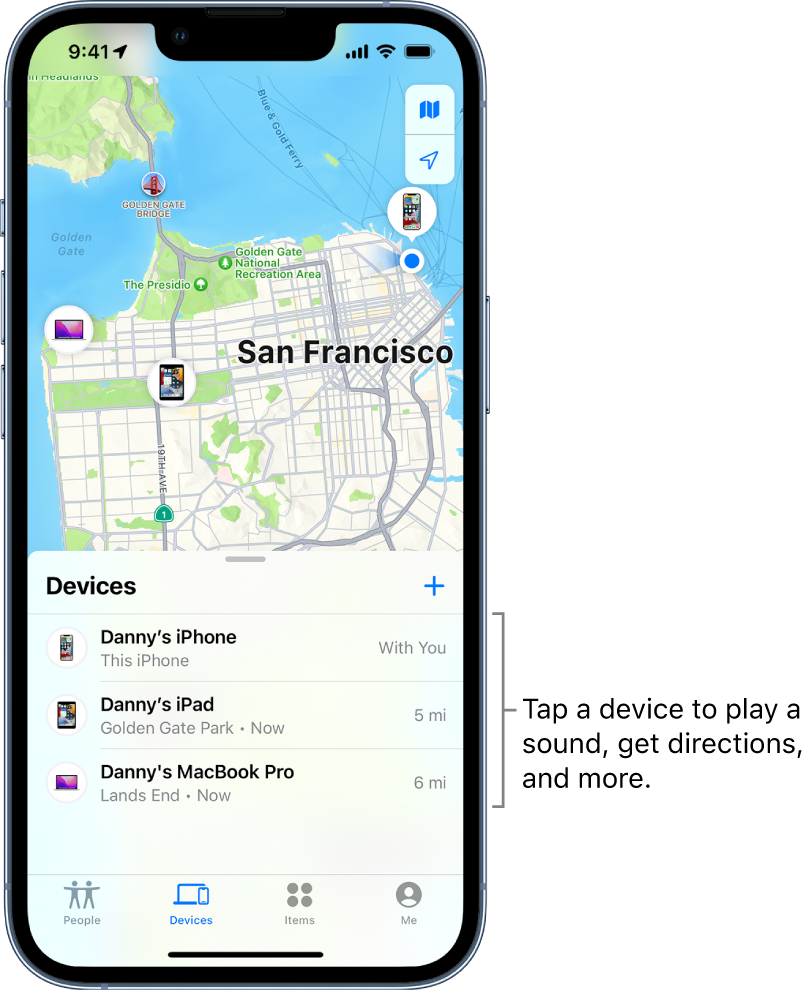 9:41
in Headlands
Blue & Gold Ferry
GOLDEN GATE
BRIDGE
Golden
Gate
Golden Gate
National
Recreation Area
The Presidio
San Francisco
19TH AVE
1
Devices
Danny’s iPhone
This iPhone
With You
Danny’s iPad
Golden Gate Park • Now
5 mi
Danny's MacBook Pro
Lands End • Now
6 mi
Tap a device to play a
sound, get directions,
and more.
People
Devices
Items
Me